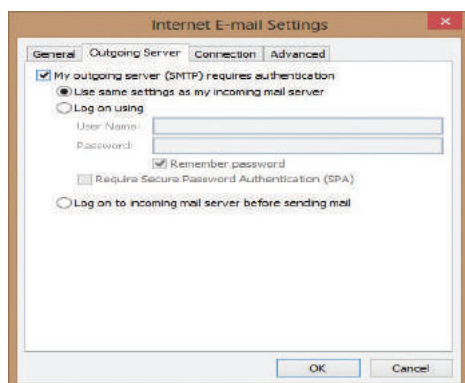 Internet E-mail Settings
General Outgoing Server Connection Advanced
My outgoing server (SMTP) requires authentication
Use same settings as my incoming mail server
Log on using
User Name:
Password:
Remember password
Require Secure Password Authentication (SPA)
Log on to incoming mail server before sending mail
OK Cancel